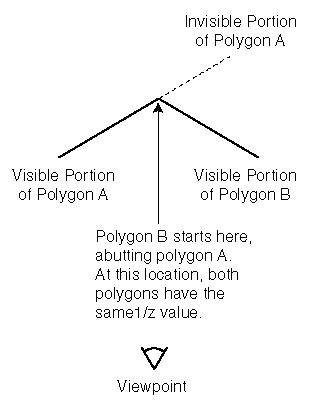 Invisible Portion
of Polygon A
Visible Portion
of Polygon A
Visible Portion
of Polygon B
Polygon B starts here,
abutting polygon A.
At this location, both
polygons have the
same1/z value.
Viewpoint